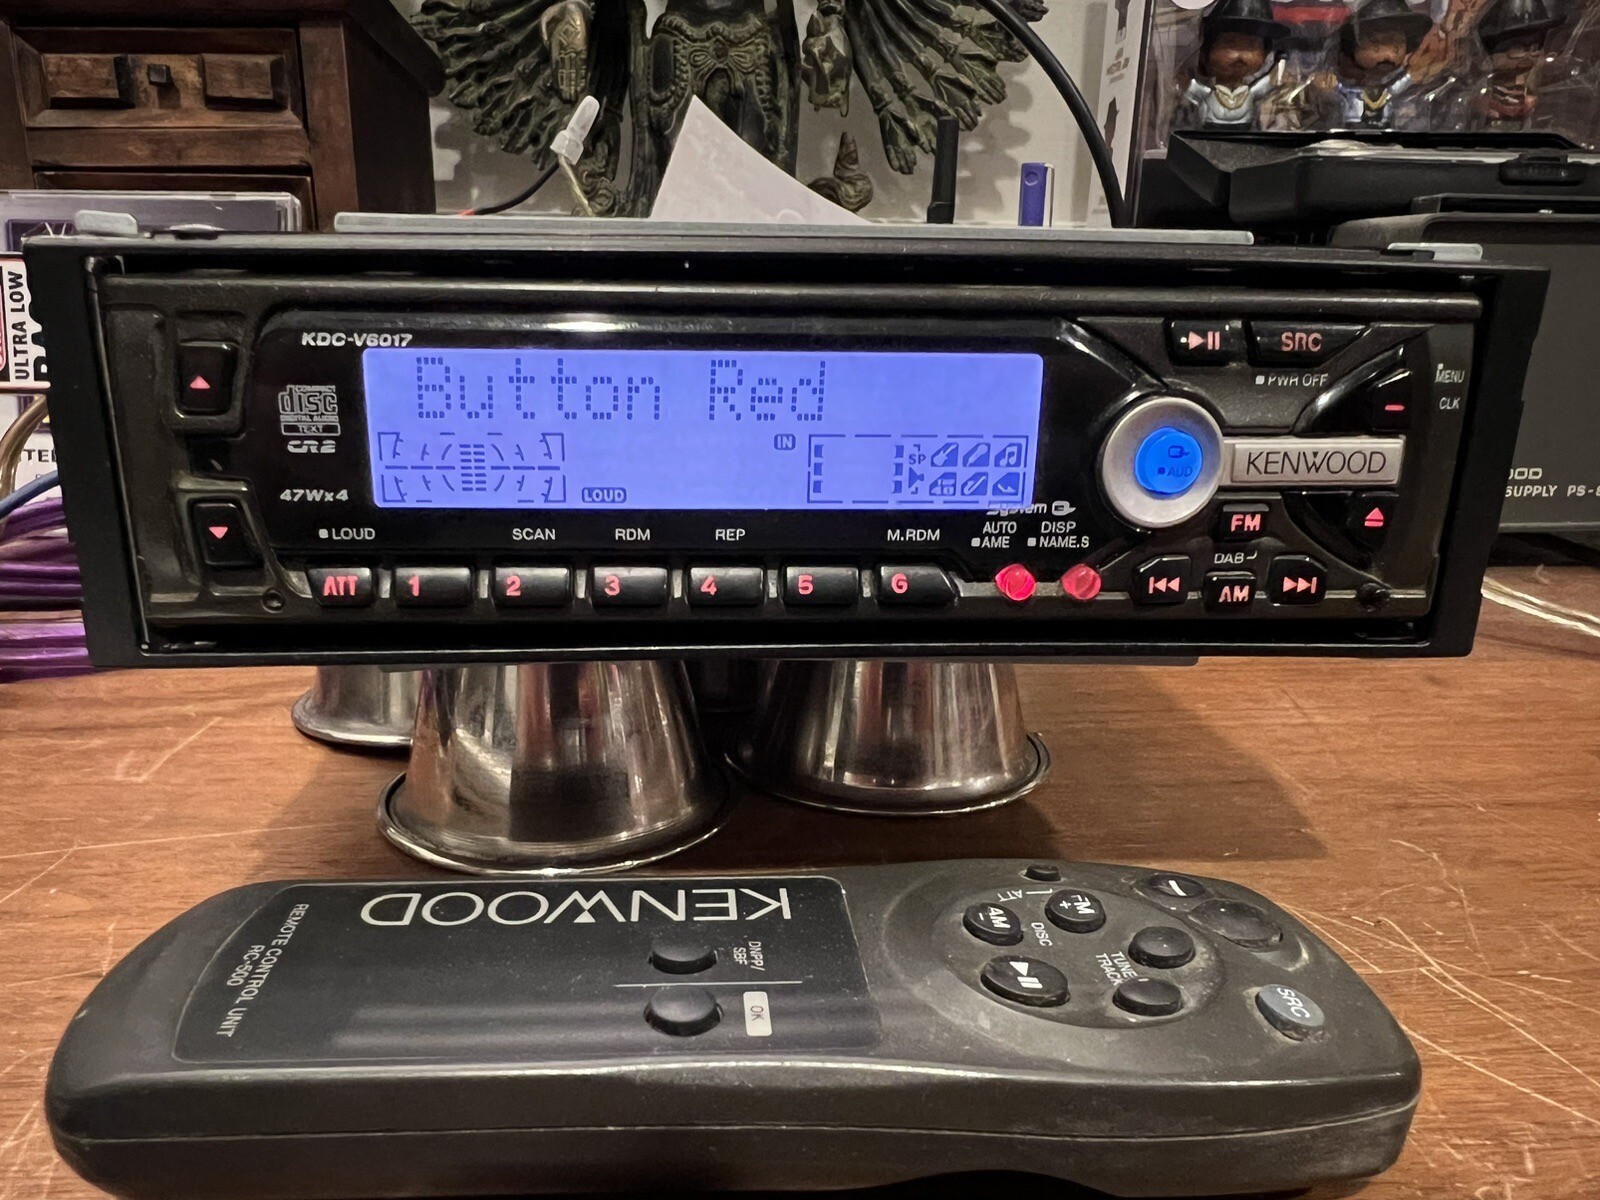 KDC-V6017
Button Red
COMPACT
disc
DIGITAL AUDIO
TEXT
CR2
47Wx4
IN
SP
LOUD
System
SRC
PWR OFF
MENU
CLK
AUD
KENWOOD
LOUD
SCAN
RDM
REP
M.RDM
AUTO
AME
DISP
NAME.S
FM
DAB
AM
ATT
1
2
3
4
5
6
ULTRA LOW
OOD
SUPPLY PS-
KENWOOD
REMOTE CONTROL UNIT
RC-500
DNPP/
SBF
OK
ATT
FM
+
AM
-
DISC
TUNE
TRACK
SRC